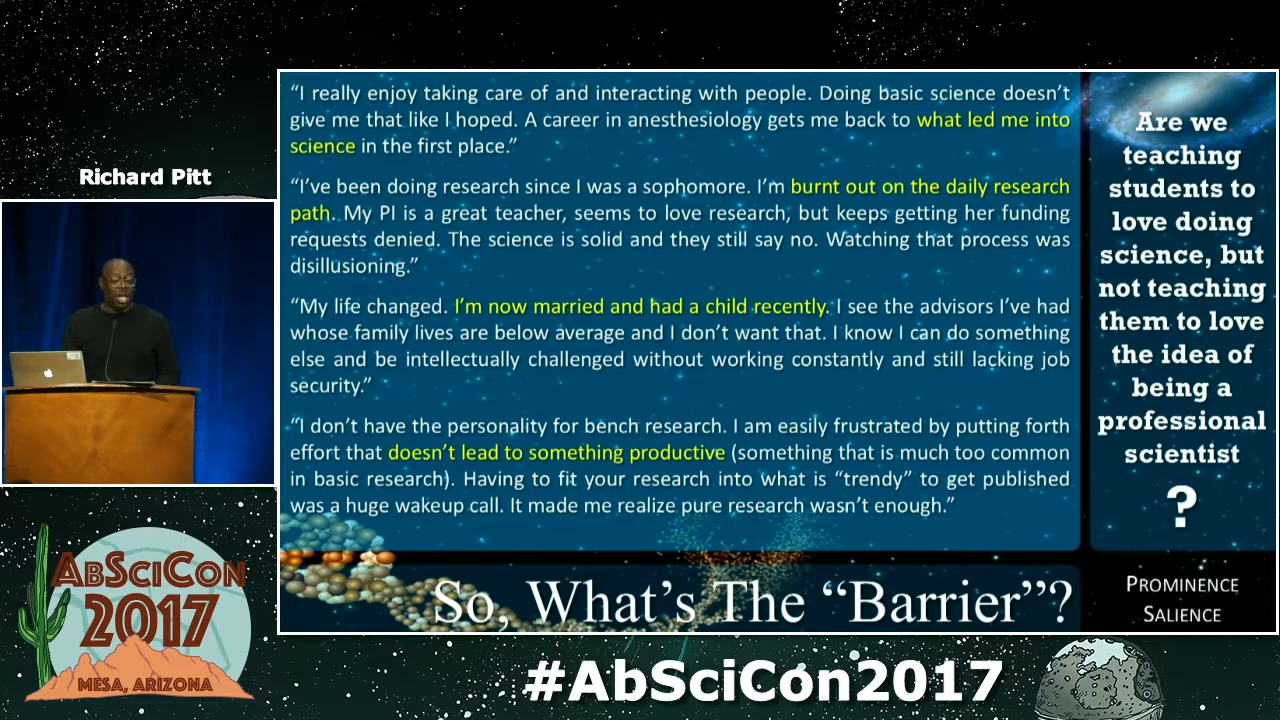 Richard Pitt
“I really enjoy taking care of and interacting with people. Doing basic science doesn’t
give me that like I hoped. A career in anesthesiology gets me back to what led me into
science in the first place.”
“I’ve been doing research since I was a sophomore. I’m burnt out on the daily research
path. My PI is a great teacher, seems to love research, but keeps getting her funding
requests denied. The science is solid and they still say no. Watching that process was
disillusioning.”
“My life changed. I’m now married and had a child recently. I see the advisors I’ve had
whose family lives are below average and I don’t want that. I know I can do something
else and be intellectually challenged without working constantly and still lacking job
security.”
“I don’t have the personality for bench research. I am easily frustrated by putting forth
effort that doesn’t lead to something productive (something that is much too common
in basic research). Having to fit your research into what is “trendy” to get published
was a huge wakeup call. It made me realize pure research wasn’t enough.”
Are we
teaching
students to
love doing
science, but
not teaching
them to love
the idea of
being a
professional
scientist
?
So, What’s The “Barrier”?
PROMINENCE
SALIENCE
ABSCICON
2017
MESA, ARIZONA
#AbSciCon2017